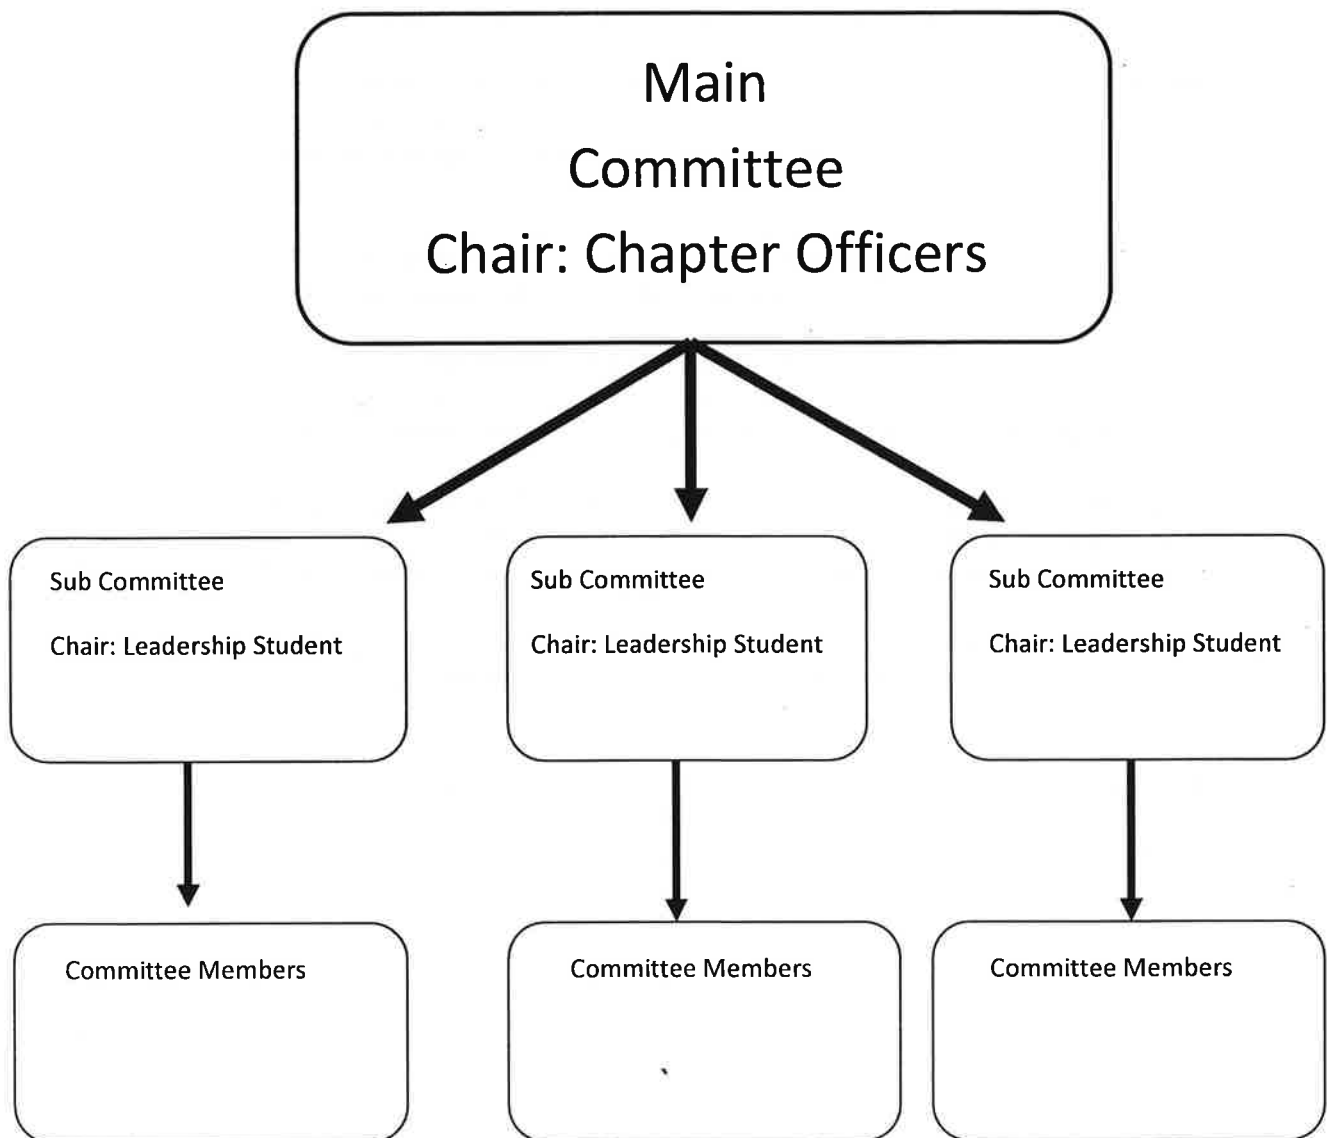 Main
Committee
Chair: Chapter Officers
Sub Committee
Chair: Leadership Student
Sub Committee
Chair: Leadership Student
Sub Committee
Chair: Leadership Student
Committee Members
Committee Members
Committee Members